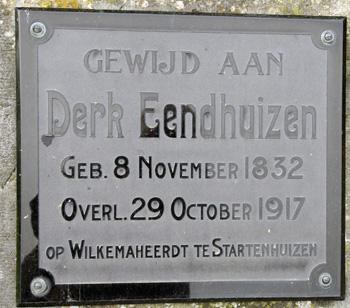 GEWIJD AAN
Derk Eendhuizen
GEB. 8 NOVEMBER 1832
OVERL. 29 OCTOBER 1917
OP WILKEMAHEERDT TE STARTENHUIZEN